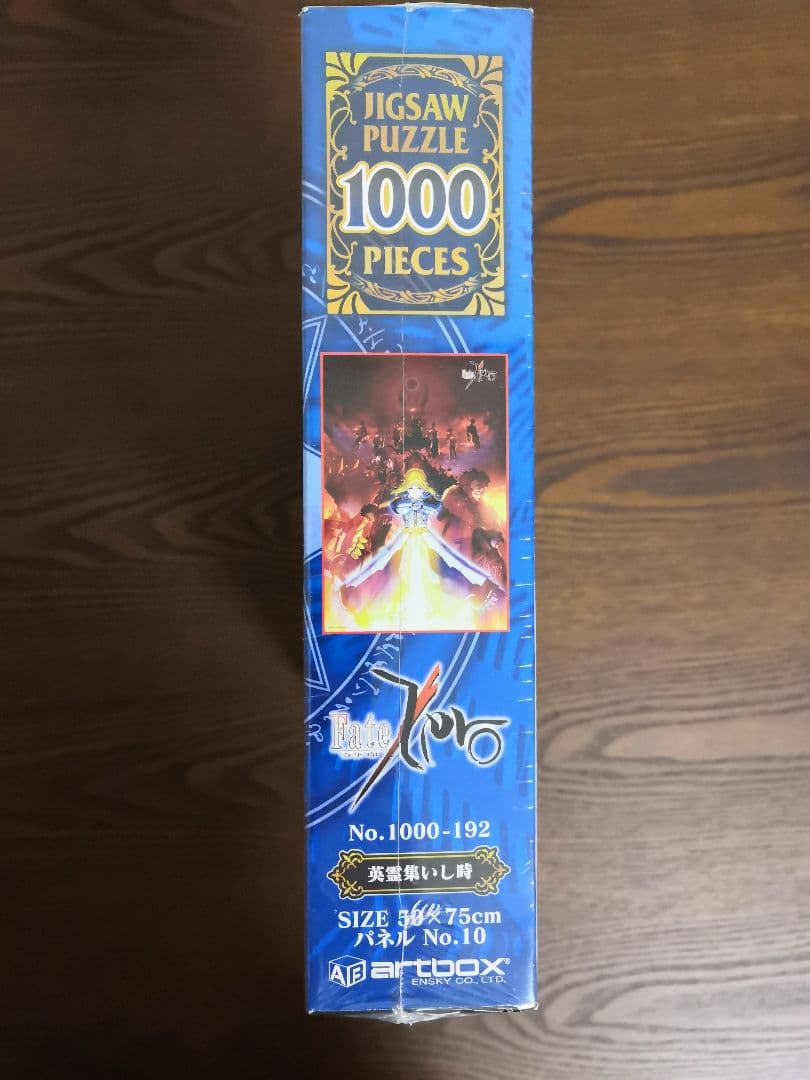 JIGSAW
PUZZLE
1000
PIECES
Fate
Zero
No.1000-192
英霊集いし時
SIZE 50×75cm
パネル No.10
AB artbox®
ENSKY CO., LTD.